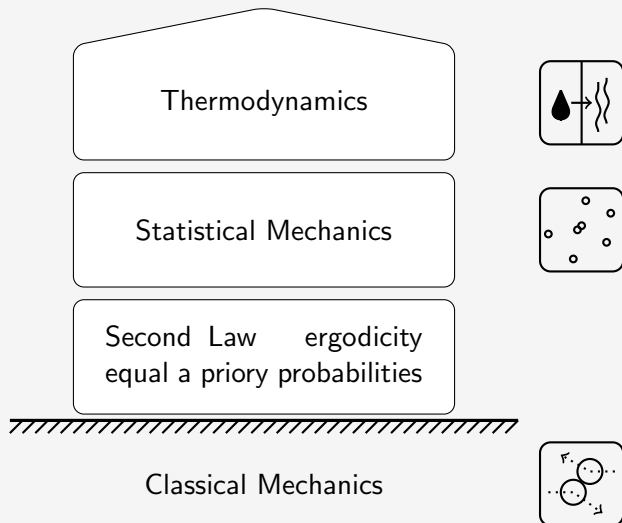 Thermodynamics
Statistical Mechanics
Second Law ergodicity
equal a priory probabilities
Classical Mechanics